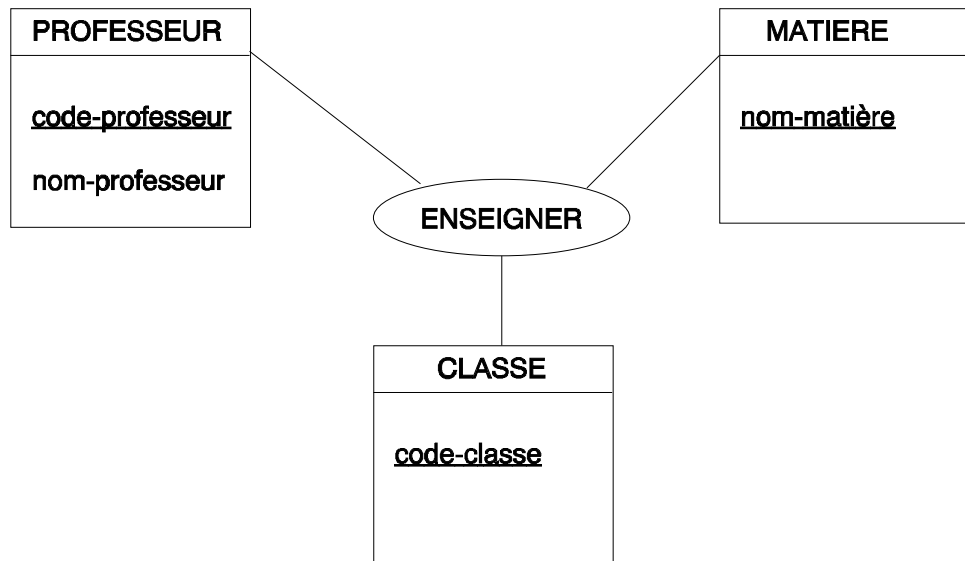 PROFESSEUR
code-professeur
nom-professeur
MATIERE
nom-matière
ENSEIGNER
CLASSE
code-classe